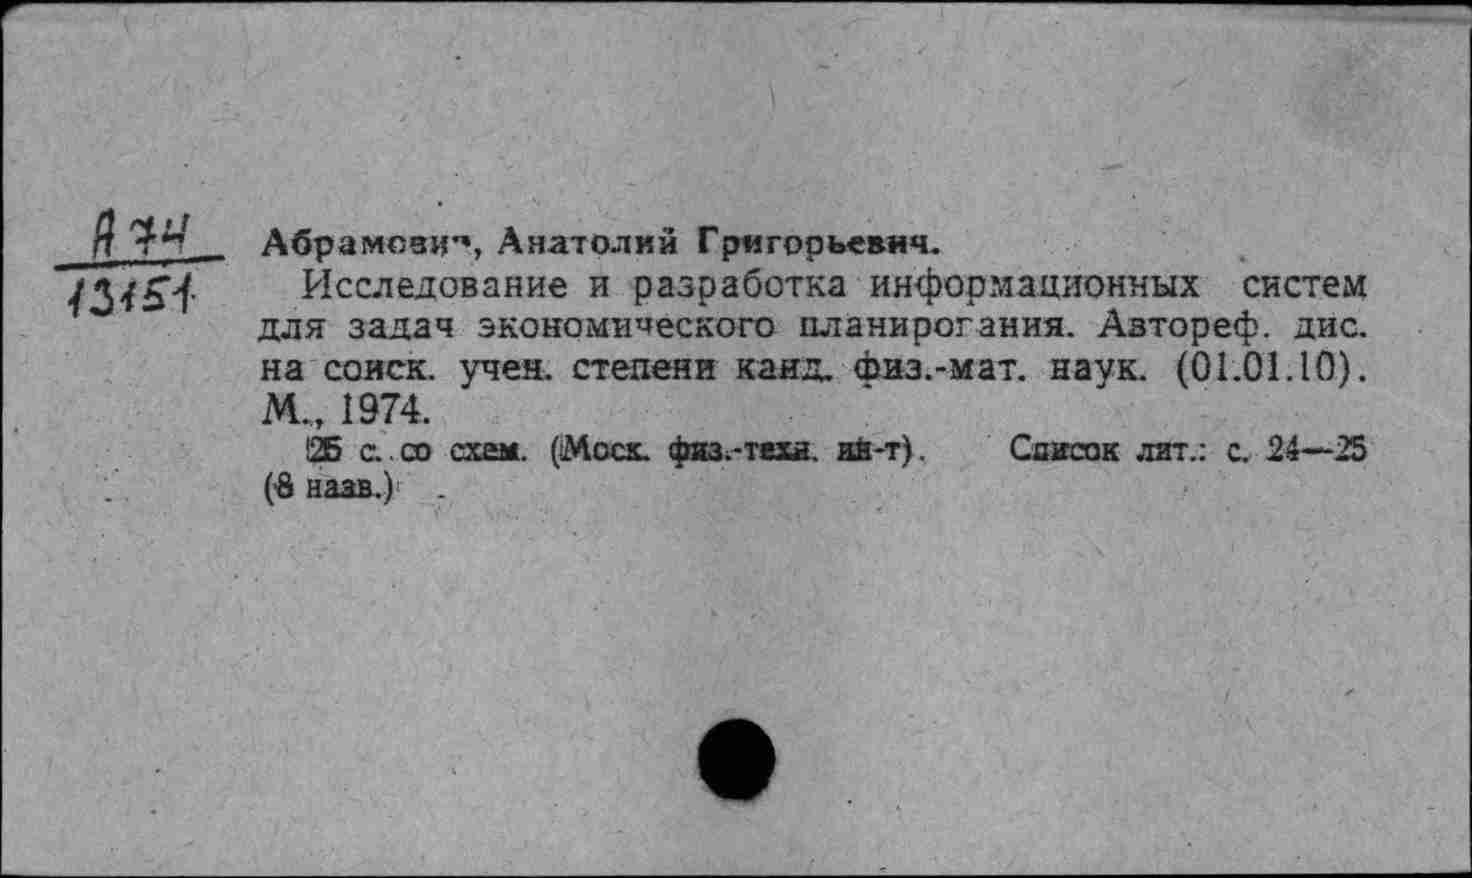 А 74
13151
Абрамович, Анатолий Григорьевич.
Исследование и разработка информационных систем
для задач экономического планирования. Автореф. дис.
на соиск. учен. степени канд. физ.-мат. наук. (01.01.10).
М., 1974.
25 с. со схем. (Моск. физ.-техн. ин-т). Список лит.: с. 24—25
(8 назв.)